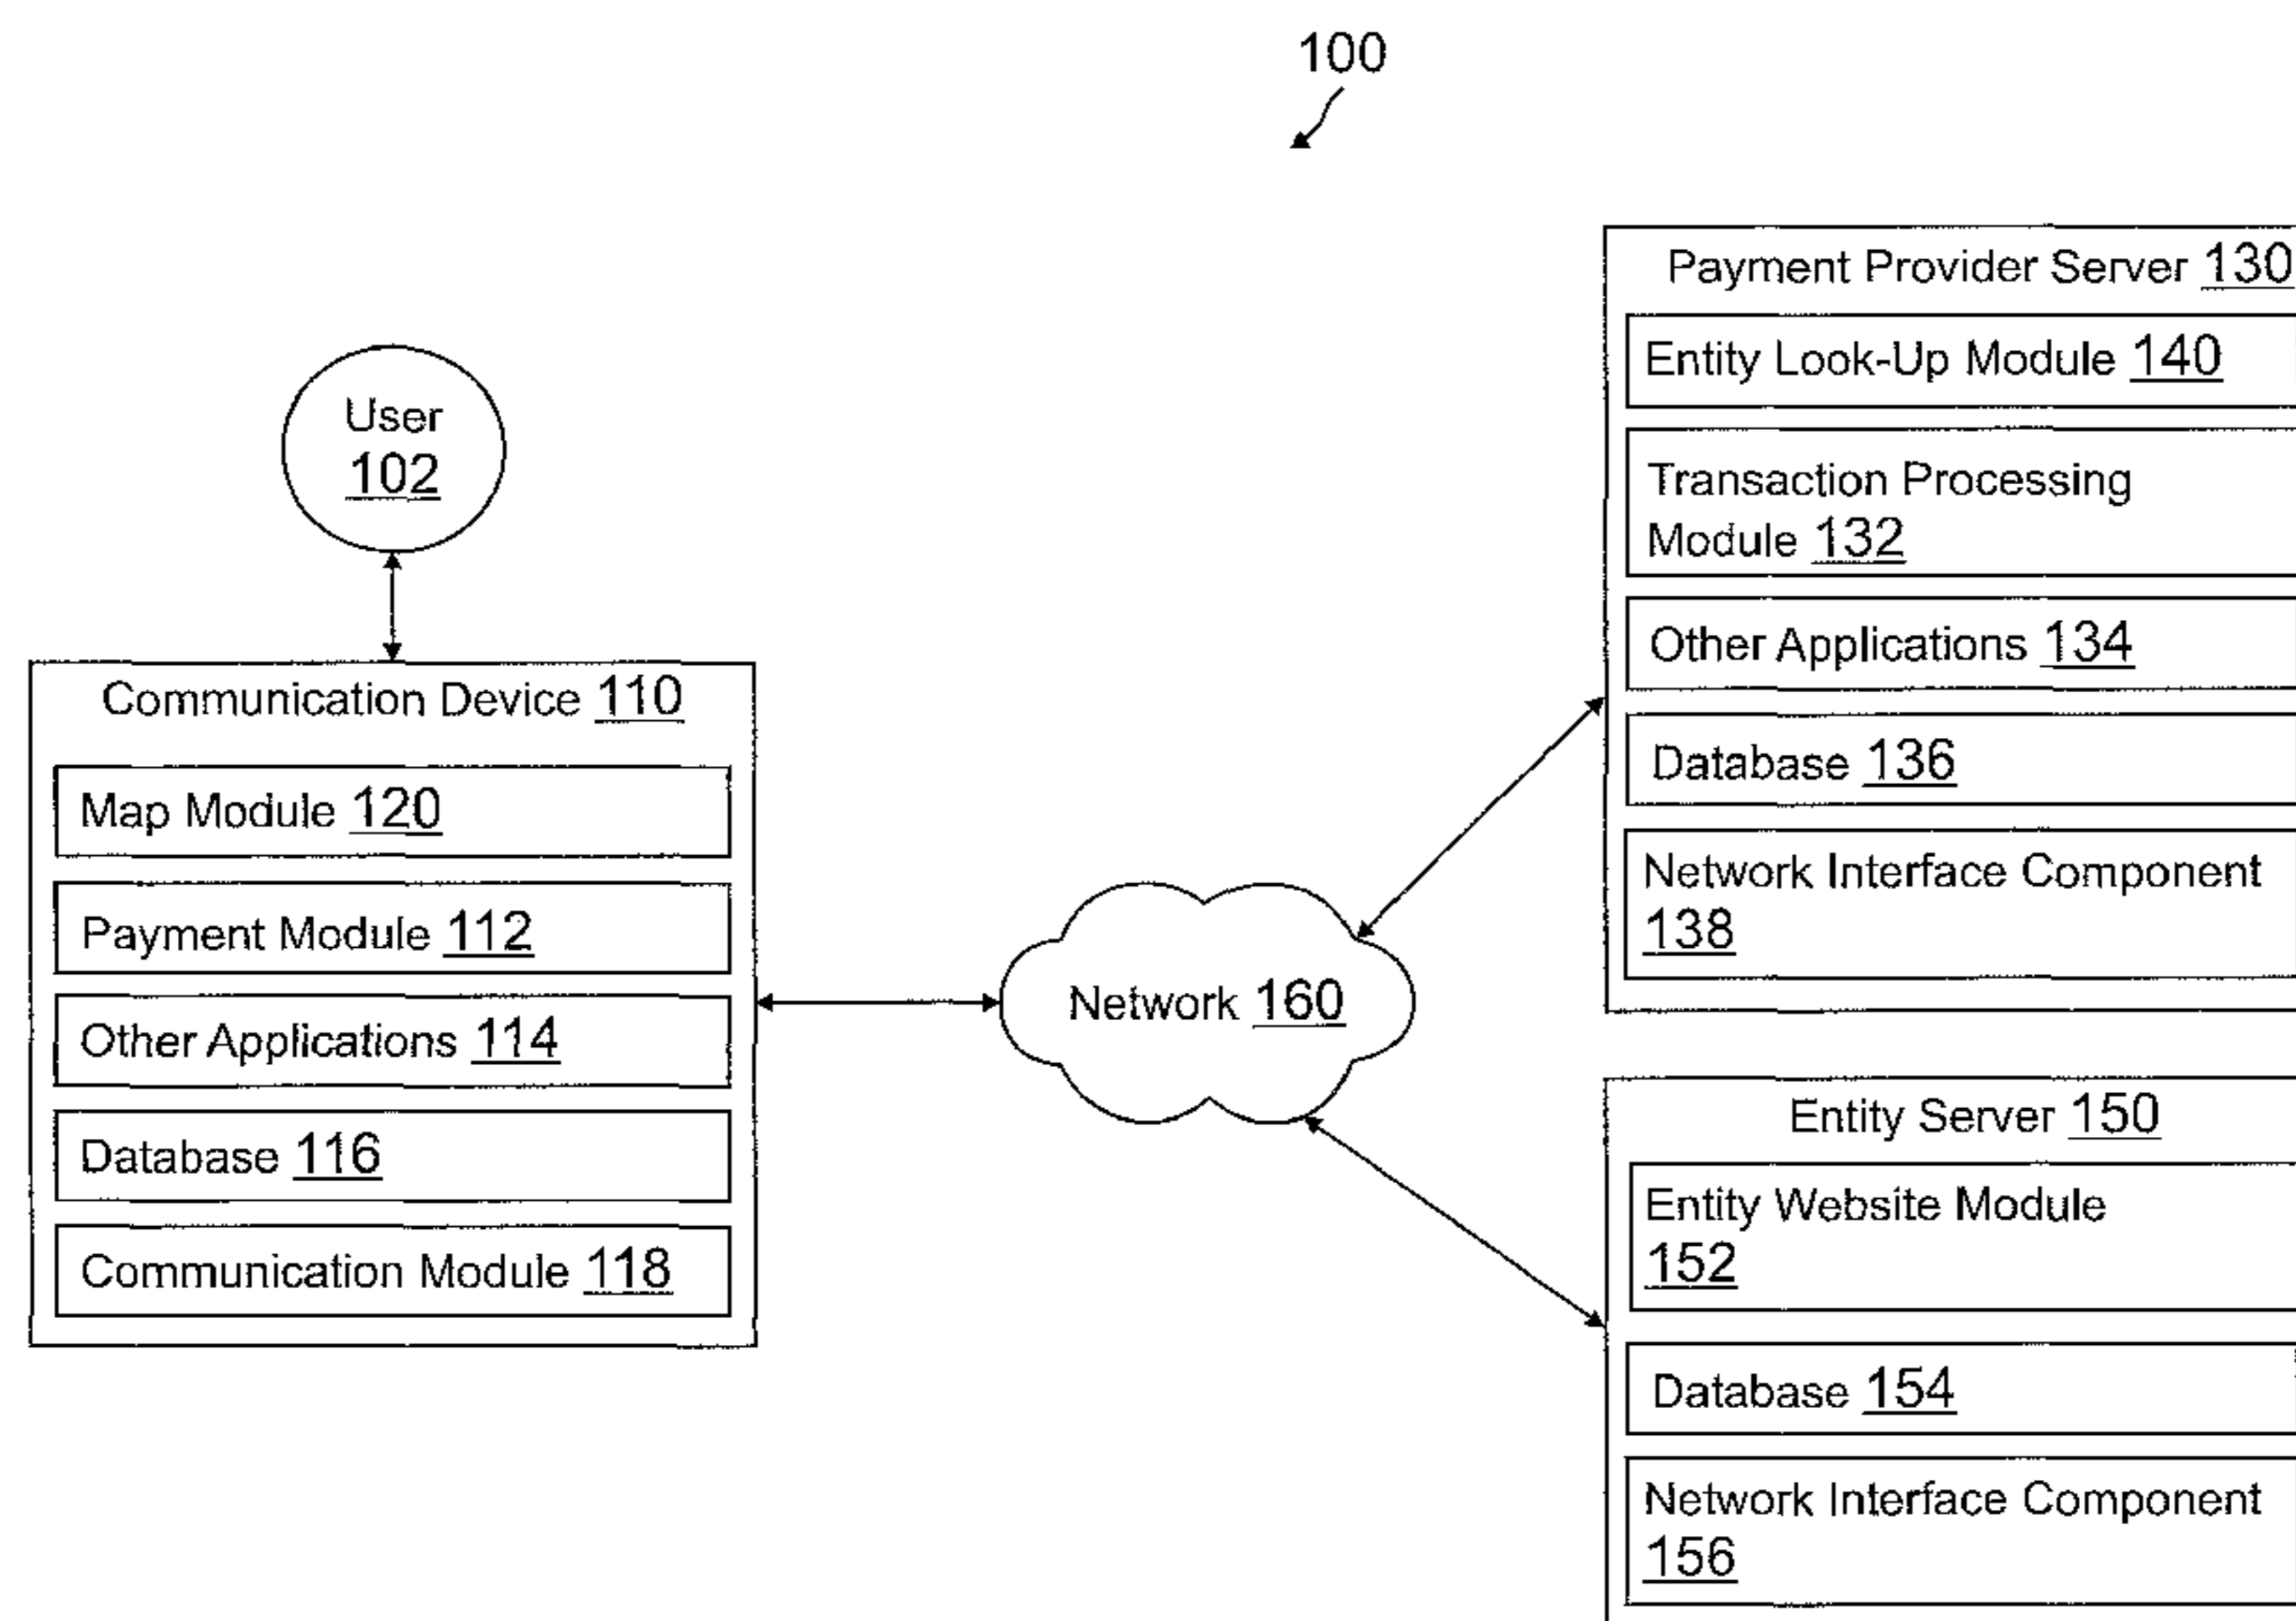 100
User
102
Communication Device 110
Map Module 120
Payment Module 112
Other Applications 114
Database 116
Communication Module 118
Network 160
Payment Provider Server 130
Entity Look-Up Module 140
Transaction Processing
Module 132
Other Applications 134
Database 136
Network Interface Component
138
Entity Server 150
Entity Website Module
152
Database 154
Network Interface Component
156